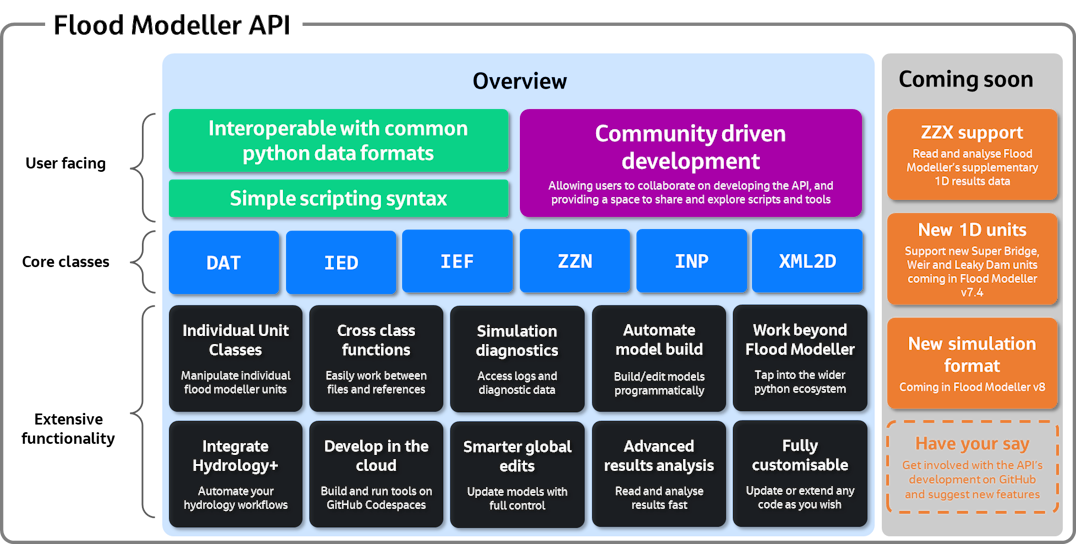 Flood Modeller API
Overview
Coming soon
User facing
Interoperable with common
python data formats
Simple scripting syntax
Community driven
development
Allowing users to collaborate on developing the API, and
providing a space to share and explore scripts and tools
ZZX support
Read and analyse Flood
Modeller's supplementary
1D results data
Core classes
DAT
IED
IEF
ZZN
INP
XML2D
New 1D units
Support new Super Bridge,
Weir and Leaky Dam units
coming in Flood Modeller
v7.4
Extensive
functionality
Individual Unit
Classes
Manipulate individual
flood modeller units
Cross class
functions
Easily work between
files and references
Simulation
diagnostics
Access logs and
diagnostic data
Automate
model build
Build/edit models
programmatically
Work beyond
Flood Modeller
Tap into the wider
python ecosystem
New simulation
format
Coming in Flood Modeller v8
Integrate
Hydrology+
Automate your
hydrology workflows
Develop in the
cloud
Build and run tools on
GitHub Codespaces
Smarter global
edits
Update models with
full control
Advanced
results analysis
Read and analyse
results fast
Fully
customisable
Update or extend any
code as you wish
Have your say
Get involved with the API's
development on GitHub
and suggest new features